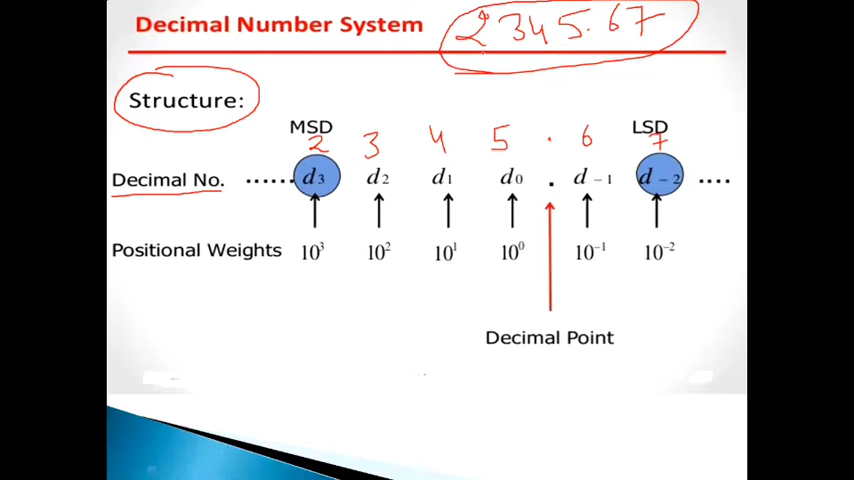 Decimal Number System
2345.67
Structure:
MSD LSD
2 3 4 5 . 6 7
Decimal No. ...... d3 d2 d1 d0 . d-1 d-2 ....
Positional Weights 10³ 10² 10¹ 10⁰ 10⁻¹ 10⁻²
Decimal Point